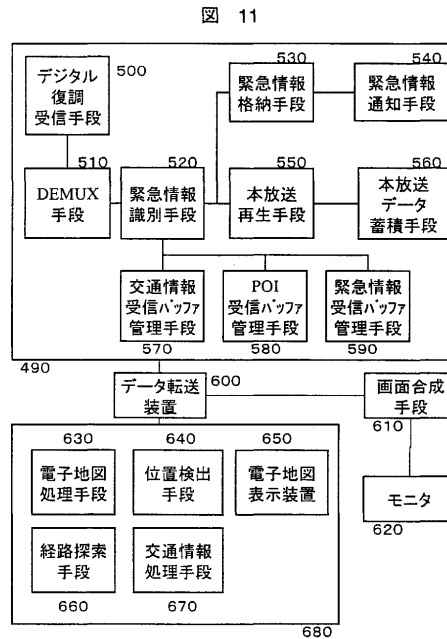 図 11
デジタル
復調
受信手段
500
530
緊急情報
格納手段
540
緊急情報
通知手段
510
DEMUX
手段
520
緊急情報
識別手段
550
本放送
再生手段
560
本放送
データ
蓄積手段
交通情報
受信バッファ
管理手段
570
POI
受信バッファ
管理手段
580
緊急情報
受信バッファ
管理手段
590
490
データ転送
装置
600
画面合成
手段
610
630
電子地図
処理手段
640
位置検出
手段
650
電子地図
表示装置
モニタ
620
経路探索
手段
660
交通情報
処理手段
670
680